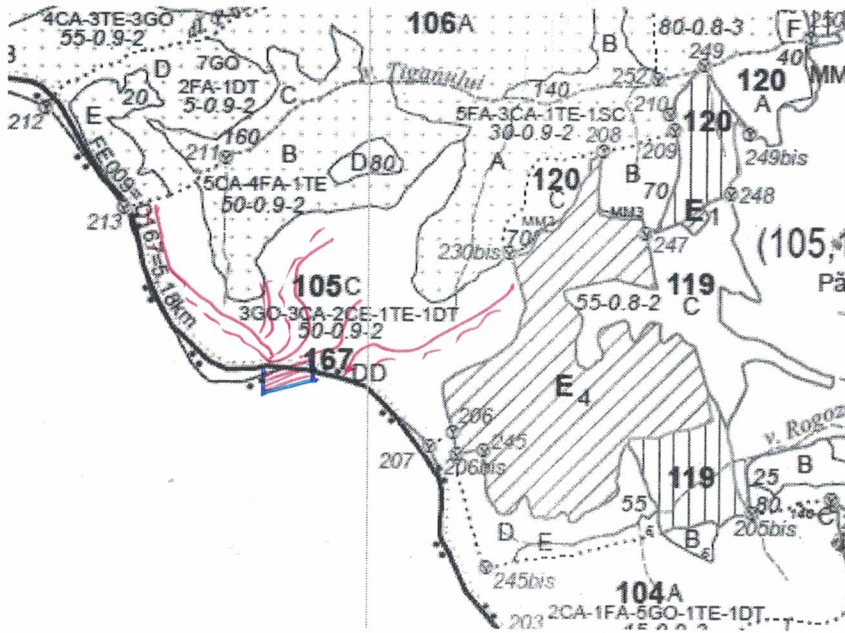 4CA-3TE-3GO
55-0.9-2
106A
80-0.8-3
249
F
40
B
D
7GO
2FA-1DT
5-0.9-2
20
C
v. Tiganului
140
252
120
A
MM
E
212
160
211
B
5FA-3CA-1TE-1SC
30-0.9-2
208
210
120
209
249bis
D80
5CA-4FA-1TE
50-0.9-2
A
120
C
B
70
248
213
FE009=D167=5.18km
MM3
MM3
E1
230bis
70
247
(105,
105C
3GO-3CA-2CE-1TE-1DT
50-0.9-2
55-0.8-2
119
C
167
DD
E4
206
207
206bis
245
v. Rogoz
119
B
25
55
80
205bis
C
D
E
B
245bis
104A
203
2CA-1FA-5GO-1TE-1DT